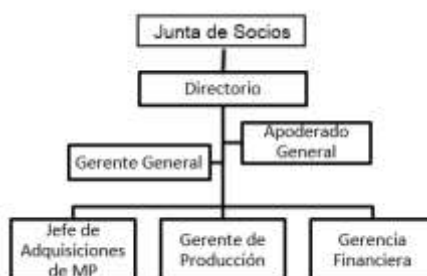 Junta de Socios
Directorio
Apoderado
General
Gerente General
Jefe de
Adquisiciones
de MP
Gerente de
Producción
Gerencia
Financiera